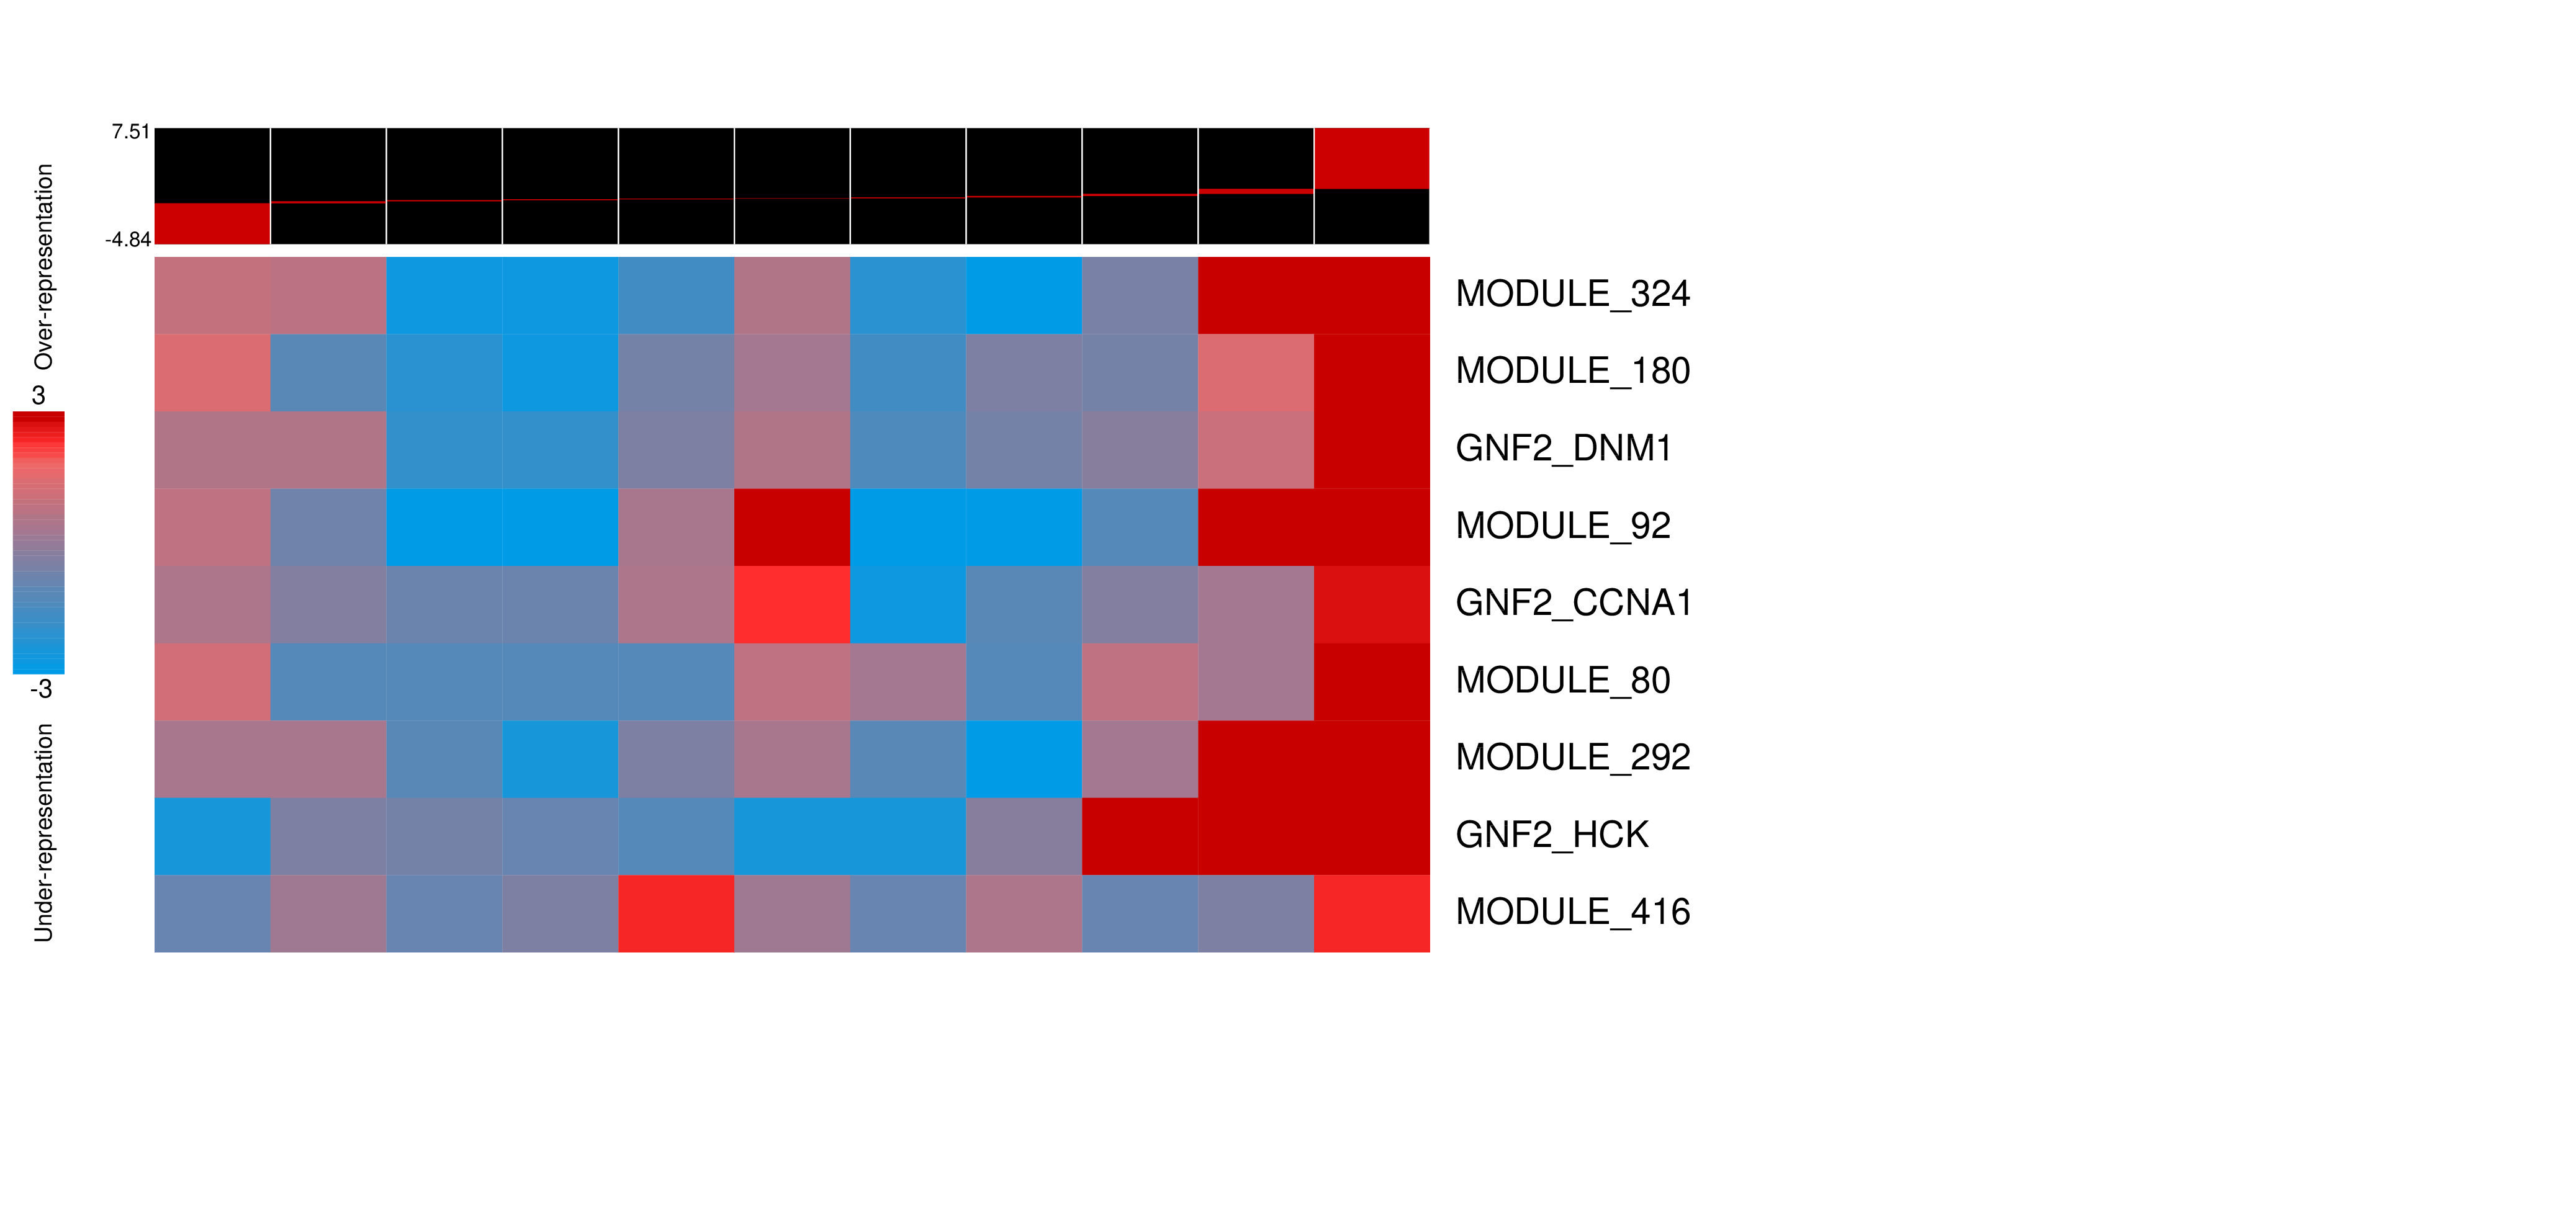 7.51
-4.84
Over-representation
3
-3
Under-representation
MODULE_324
MODULE_180
GNF2_DNM1
MODULE_92
GNF2_CCNA1
MODULE_80
MODULE_292
GNF2_HCK
MODULE_416